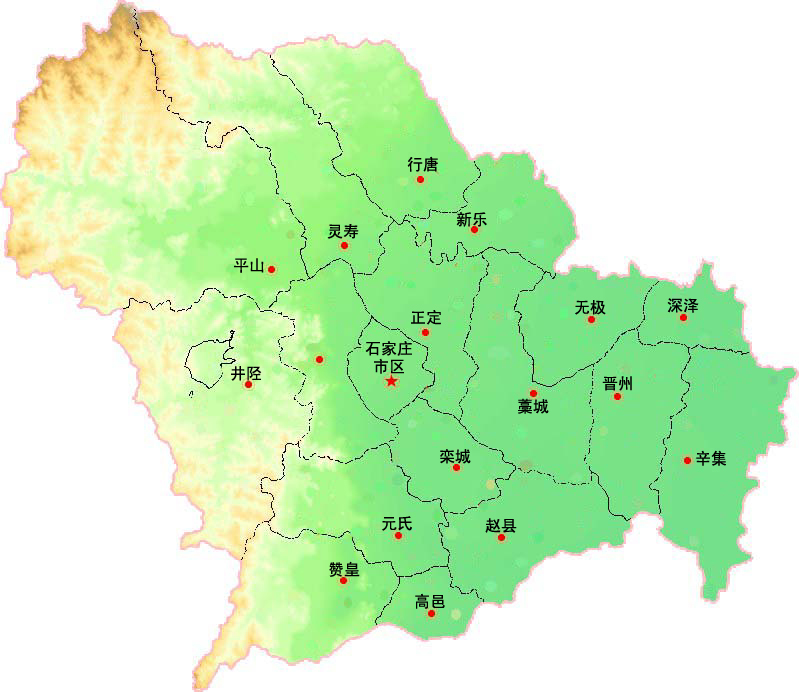 行唐
新乐
灵寿
平山
无极
深泽
正定
石家庄
市区
井陉
晋州
藁城
栾城
辛集
元氏
赵县
赞皇
高邑